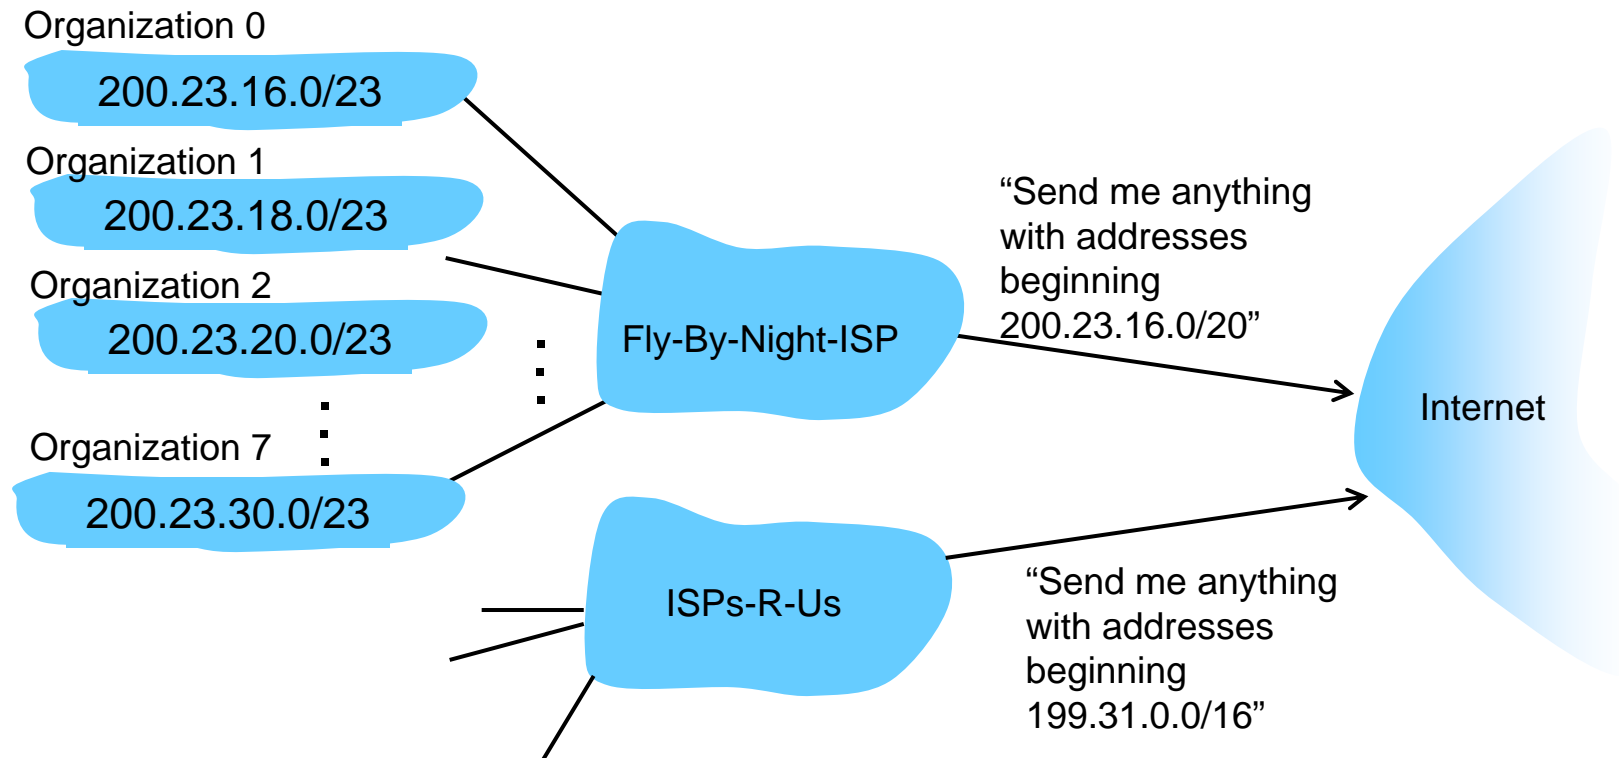 Organization 0
200.23.16.0/23
Organization 1
200.23.18.0/23
Organization 2
200.23.20.0/23
Organization 7
200.23.30.0/23
Fly-By-Night-ISP
“Send me anything
with addresses
beginning
200.23.16.0/20”
Internet
ISPs-R-Us
“Send me anything
with addresses
beginning
199.31.0.0/16”